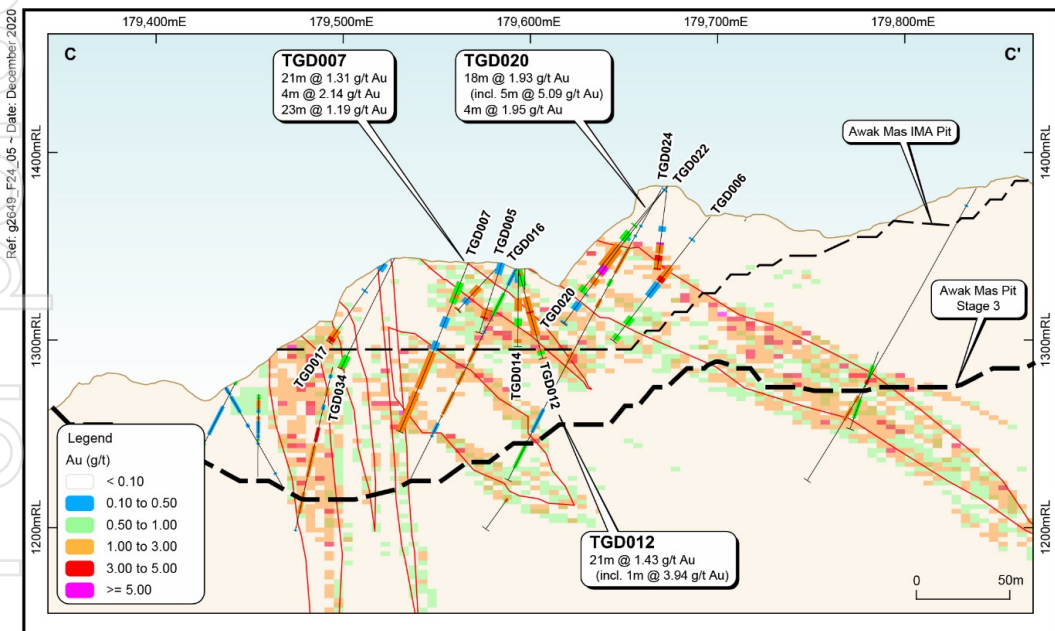 Ref: g2649_F24_05 ~ Date: December 2020
179,400mE
179,500mE
179,600mE
179,700mE
179,800mE
C
C'
TGD007
21m @ 1.31 g/t Au
4m @ 2.14 g/t Au
23m @ 1.19 g/t Au
TGD020
18m @ 1.93 g/t Au
(incl. 5m @ 5.09 g/t Au)
4m @ 1.95 g/t Au
Awak Mas IMA Pit
1400mRL
1400mRL
TGD024
TGD022
TGD006
TGD007
TGD005
TGD016
TGD020
Awak Mas Pit
Stage 3
1300mRL
1300mRL
TGD017
TGD034
TGD014
TGD012
Legend
Au (g/t)
< 0.10
0.10 to 0.50
0.50 to 1.00
1.00 to 3.00
3.00 to 5.00
>= 5.00
1200mRL
1200mRL
TGD012
21m @ 1.43 g/t Au
(incl. 1m @ 3.94 g/t Au)
0
50m